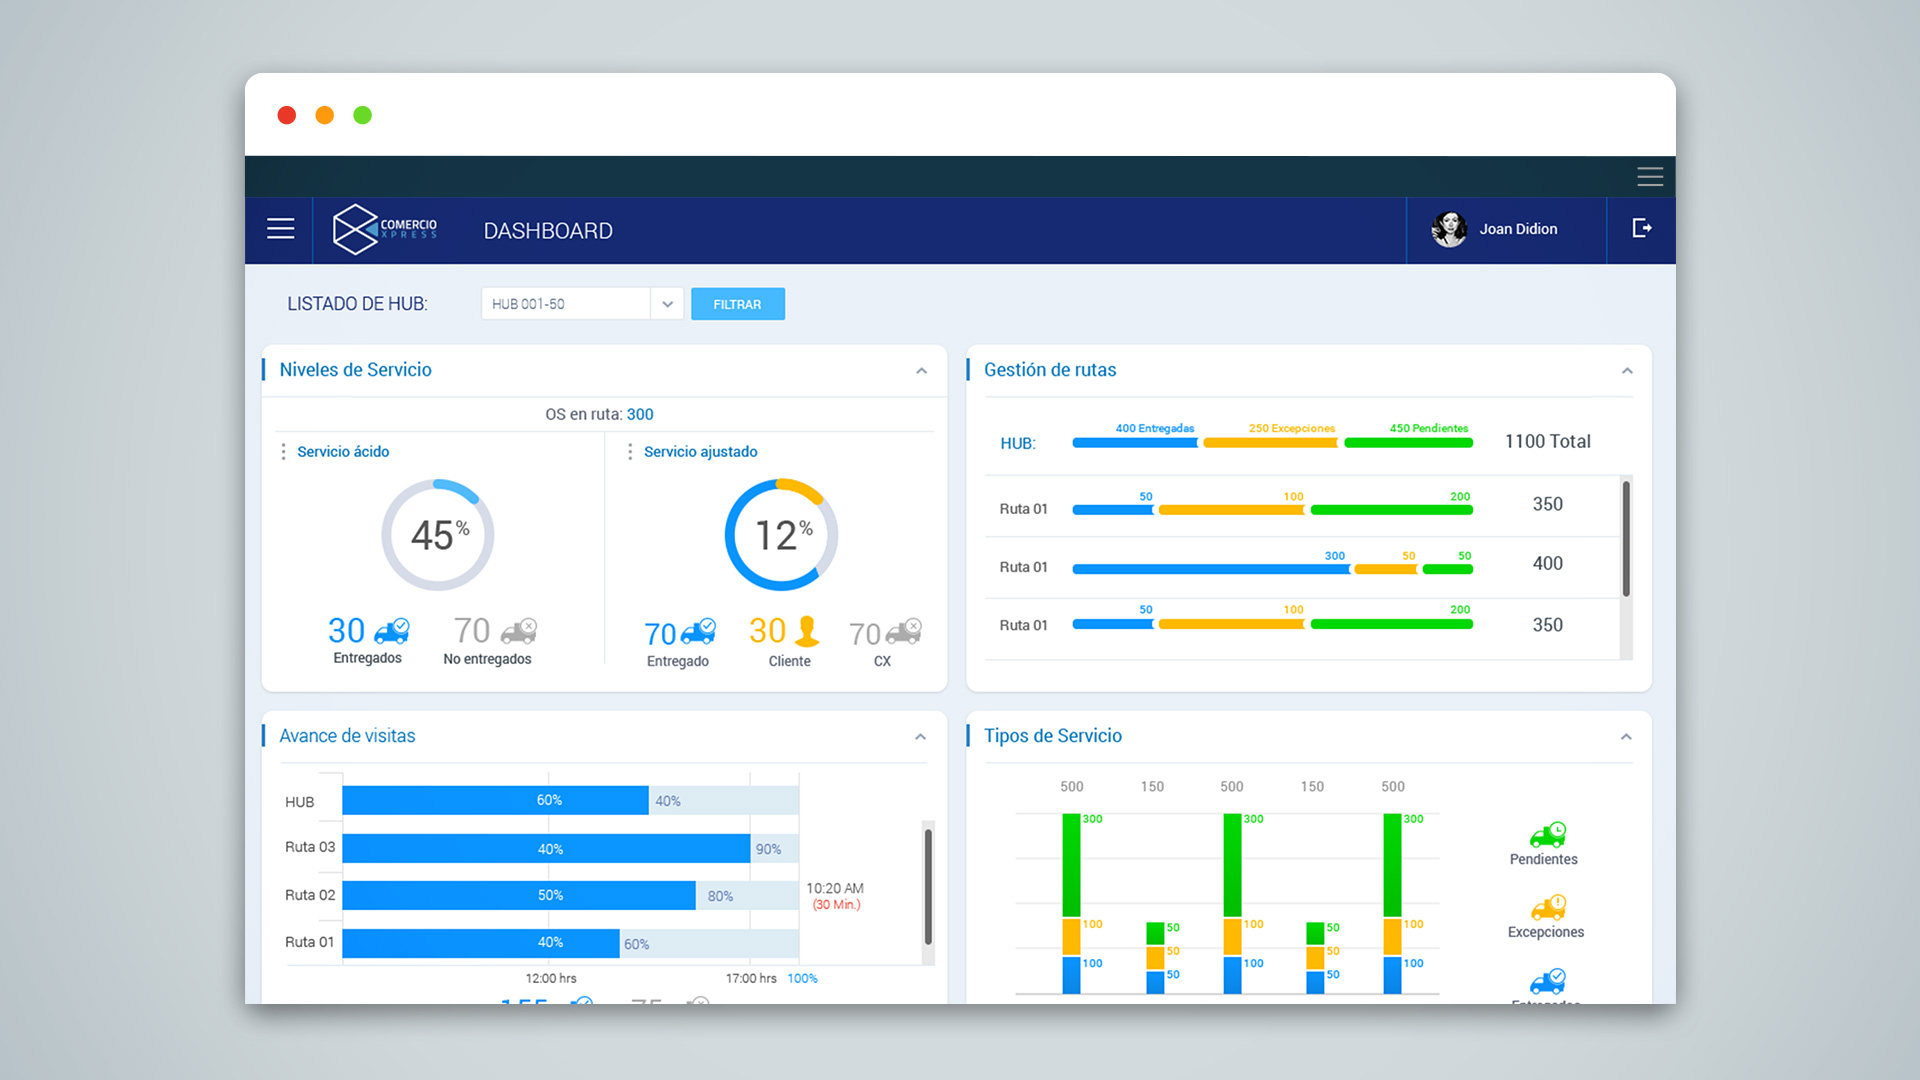 COMERCIO
XPRESS
DASHBOARD
Joan Didion
LISTADO DE HUB:
HUB 001-50
FILTRAR
Niveles de Servicio
OS en ruta: 300
Servicio ácido
Servicio ajustado
45%
12%
30
70
Entregados
No entregados
70
30
70
Entregado
Cliente
CX
Gestión de rutas
400 Entregadas
250 Excepciones
450 Pendientes
HUB:
1100 Total
50
100
200
Ruta 01
350
300
50
50
Ruta 01
400
50
100
200
Ruta 01
350
Avance de visitas
HUB
60%
40%
Ruta 03
40%
90%
Ruta 02
50%
80%
Ruta 01
40%
60%
10:20 AM
(30 Min.)
12:00 hrs
17:00 hrs
100%
Tipos de Servicio
500
150
500
150
500
300
300
300
100
50
100
50
100
50
50
100
50
100
50
100
Pendientes
Excepciones
Entregados